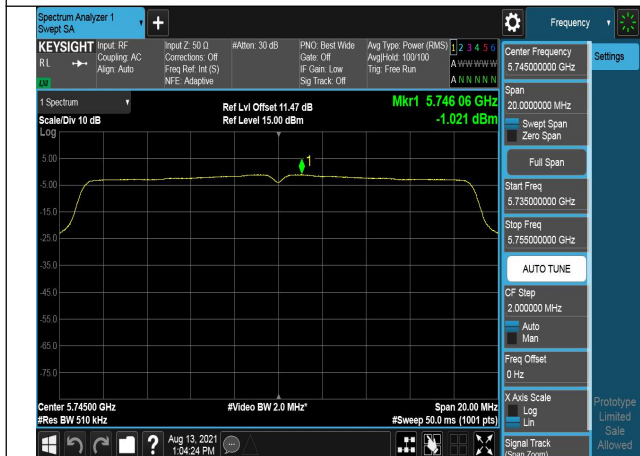 Spectrum Analyzer 1
Swept SA
+
Frequency
KEYSIGHT
RL
LXI
Input: RF
Coupling: AC
Align: Auto
Input Z: 50 Ω
Corrections: Off
Freq Ref: Int (S)
NFE: Adaptive
#Atten: 30 dB
PNO: Best Wide
Gate: Off
IF Gain: Low
Sig Track: Off
Avg Type: Power (RMS)
Avg|Hold: 100/100
Trig: Free Run
1 2 3 4 5 6
A W W W W W
A N N N N N
1 Spectrum
Scale/Div 10 dB
Log
Ref Lvl Offset 11.47 dB
Ref Level 15.00 dBm
Mkr1 5.746 06 GHz
-1.021 dBm
5.00
-5.00
-15.0
-25.0
-35.0
-45.0
-55.0
-65.0
-75.0
1
Center 5.74500 GHz
#Res BW 510 kHz
#Video BW 2.0 MHz*
Span 20.00 MHz
#Sweep 50.0 ms (1001 pts)
Center Frequency
5.745000000 GHz
Settings
Span
20.0000000 MHz
Swept Span
Zero Span
Full Span
Start Freq
5.735000000 GHz
Stop Freq
5.755000000 GHz
AUTO TUNE
CF Step
2.000000 MHz
Auto
Man
Freq Offset
0 Hz
X Axis Scale
Log
Lin
Signal Track
(Span Zoom)
Prototype
Limited
Sale
Allowed
?
Aug 13, 2021
1:04:24 PM